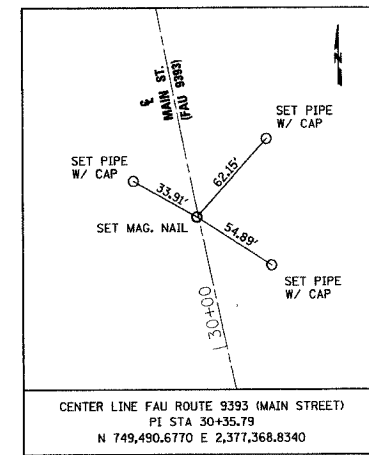 N
℄
MAIN ST.
(FAU 9393)
SET PIPE
W/ CAP
SET PIPE
W/ CAP
62.15'
33.91'
SET MAG. NAIL
54.89'
SET PIPE
W/ CAP
30+00
CENTER LINE FAU ROUTE 9393 (MAIN STREET)
PI STA 30+35.79
N 749,490.6770 E 2,377,368.8340